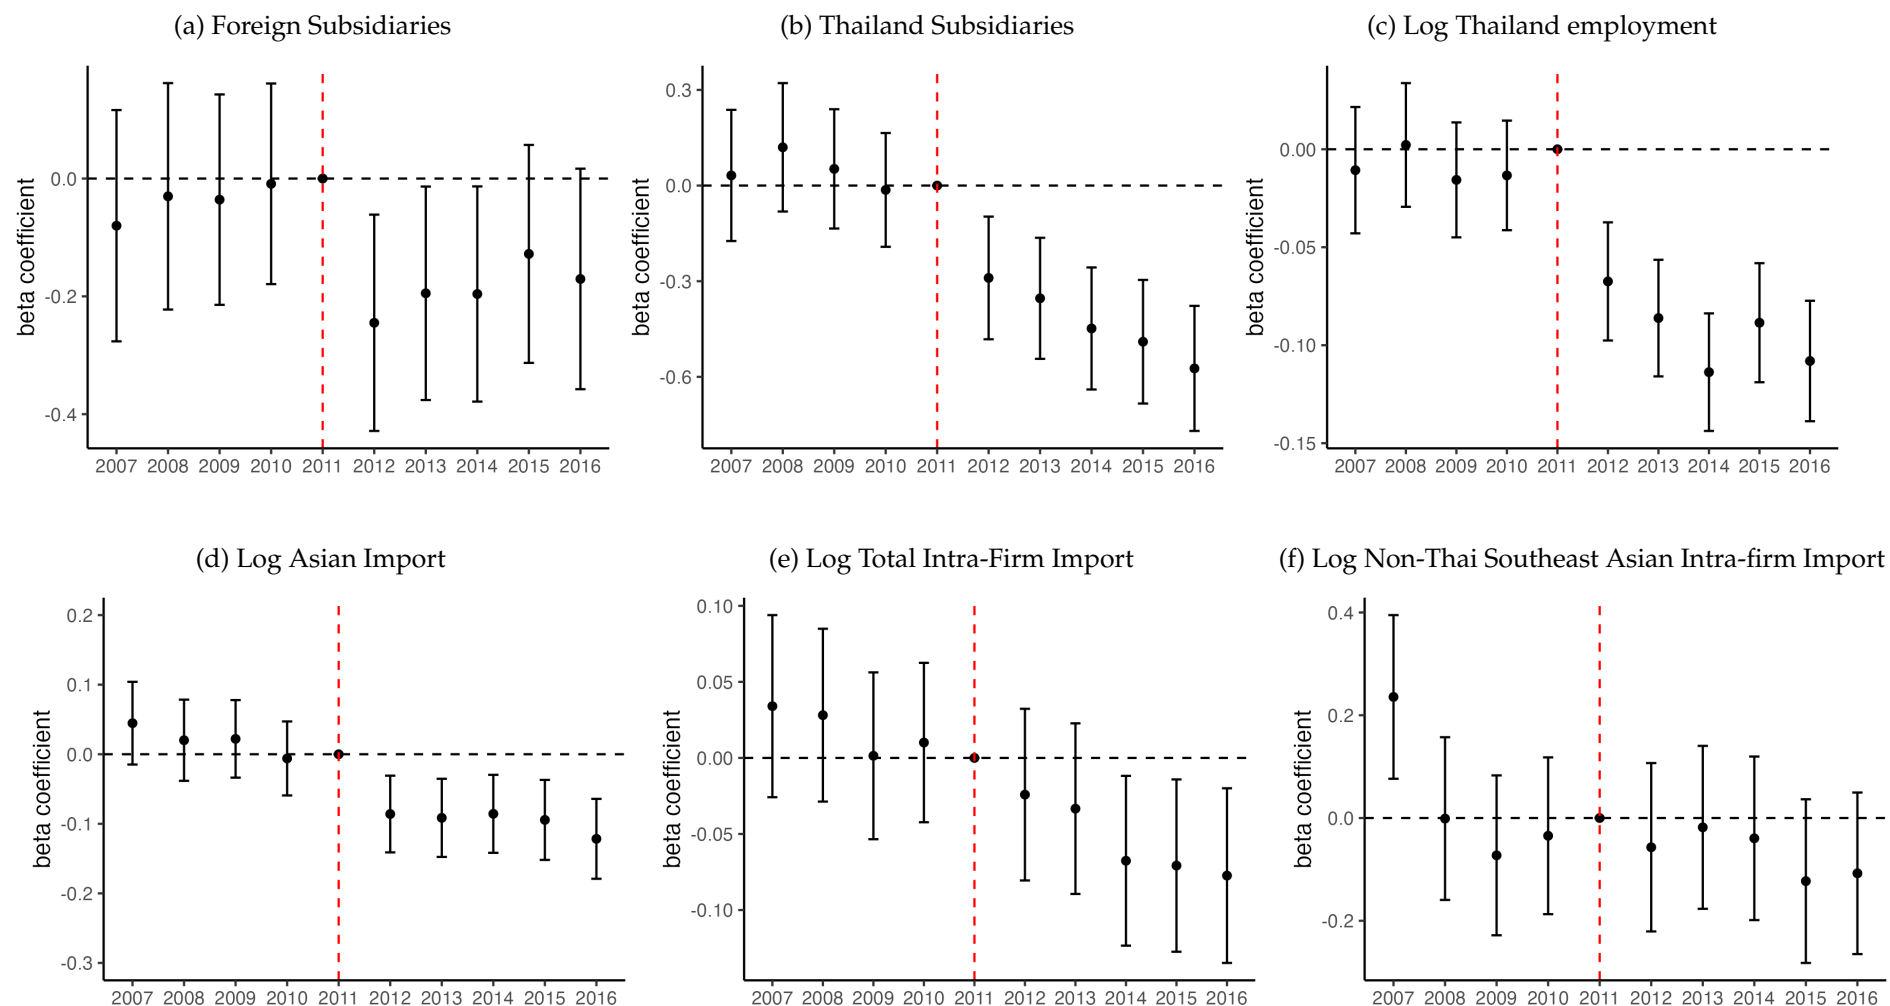 (a) Foreign Subsidiaries
0.0
-0.2
-0.4
beta coefficient
2007 2008 2009 2010 2011 2012 2013 2014 2015 2016
(b) Thailand Subsidiaries
0.3
0.0
-0.3
-0.6
beta coefficient
2007 2008 2009 2010 2011 2012 2013 2014 2015 2016
(c) Log Thailand employment
0.00
-0.05
-0.10
-0.15
beta coefficient
2007 2008 2009 2010 2011 2012 2013 2014 2015 2016
(d) Log Asian Import
0.2
0.1
0.0
-0.1
-0.2
-0.3
beta coefficient
2007 2008 2009 2010 2011 2012 2013 2014 2015 2016
(e) Log Total Intra-Firm Import
0.10
0.05
0.00
-0.05
-0.10
beta coefficient
2007 2008 2009 2010 2011 2012 2013 2014 2015 2016
(f) Log Non-Thai Southeast Asian Intra-firm Import
0.4
0.2
0.0
-0.2
beta coefficient
2007 2008 2009 2010 2011 2012 2013 2014 2015 2016